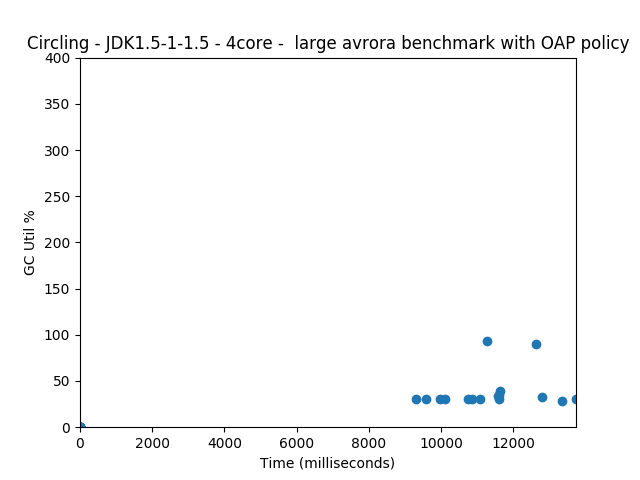 Circling - JDK1.5-1-1.5 - 4core -  large avrora benchmark with OAP policy
400
350
300
250
200
150
100
50
0
GC Util %
0 2000 4000 6000 8000 10000 12000
Time (milliseconds)